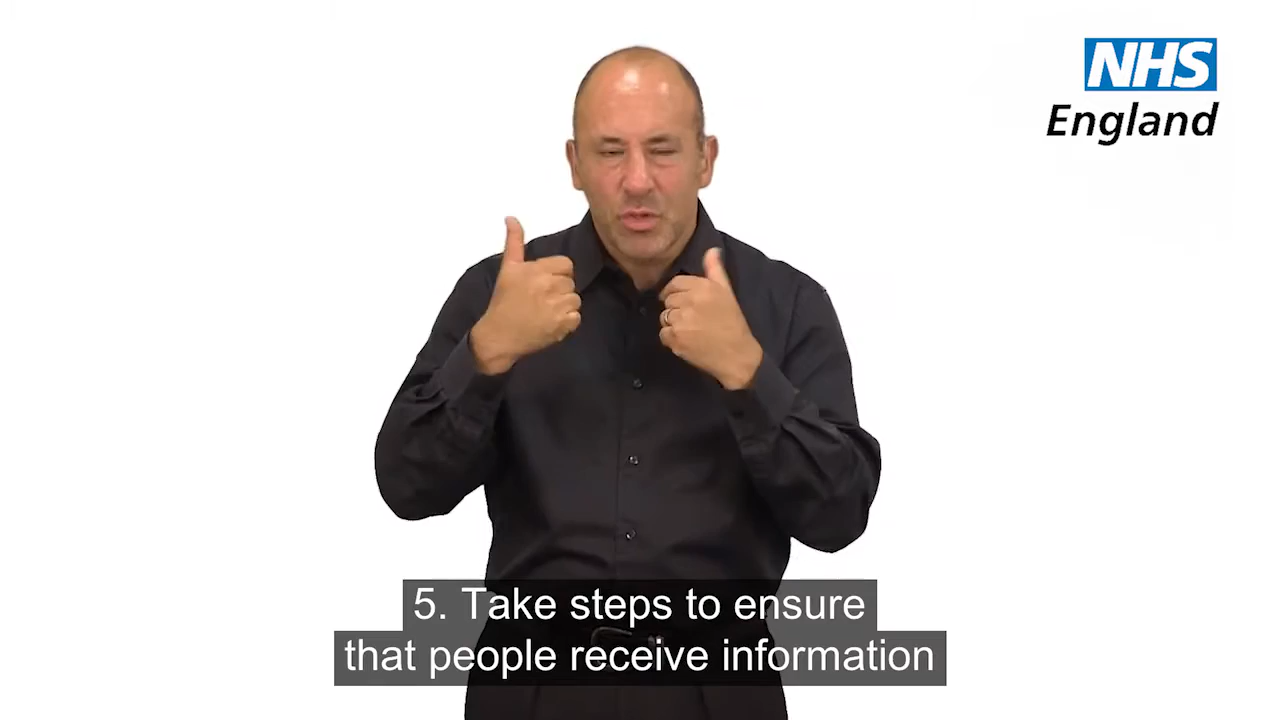 NHS
England
5. Take steps to ensure
that people receive information